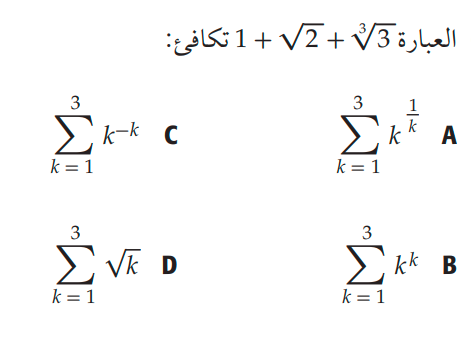 العبارة 1 + √2 + ∛3 تكافئ:
A ∑_{k = 1}^{3} k^{1/k}
C ∑_{k = 1}^{3} k^{−k}
B ∑_{k = 1}^{3} k^k
D ∑_{k = 1}^{3} √k